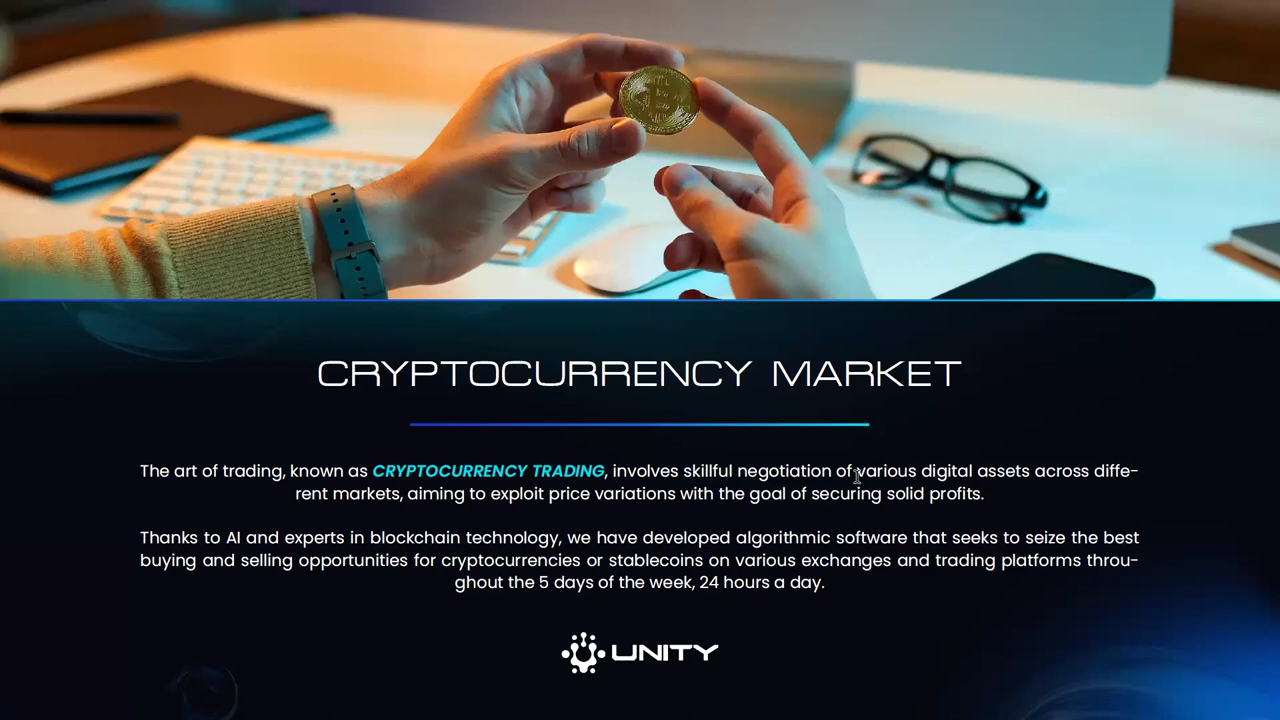 CRYPTOCURRENCY MARKET
The art of trading, known as CRYPTOCURRENCY TRADING, involves skillful negotiation of various digital assets across diffe-
rent markets, aiming to exploit price variations with the goal of securing solid profits.
Thanks to AI and experts in blockchain technology, we have developed algorithmic software that seeks to seize the best
buying and selling opportunities for cryptocurrencies or stablecoins on various exchanges and trading platforms throu-
ghout the 5 days of the week, 24 hours a day.
UNITY